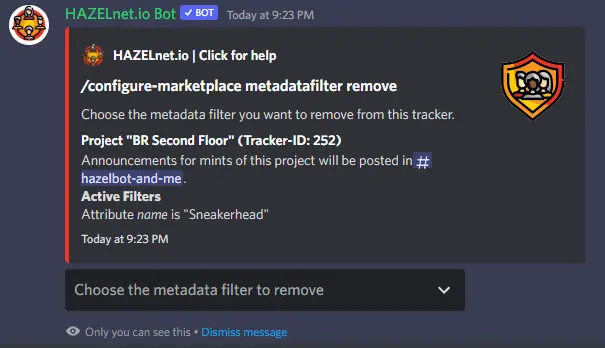 HAZELnet.io Bot ✓ BOT Today at 9:23 PM
HAZELnet.io | Click for help
/configure-marketplace metadatafilter remove
Choose the metadata filter you want to remove from this tracker.
Project "BR Second Floor" (Tracker-ID: 252)
Announcements for mints of this project will be posted in #
hazelbot-and-me.
Active Filters
Attribute name is "Sneakerhead"
Today at 9:23 PM
Choose the metadata filter to remove
Only you can see this • Dismiss message